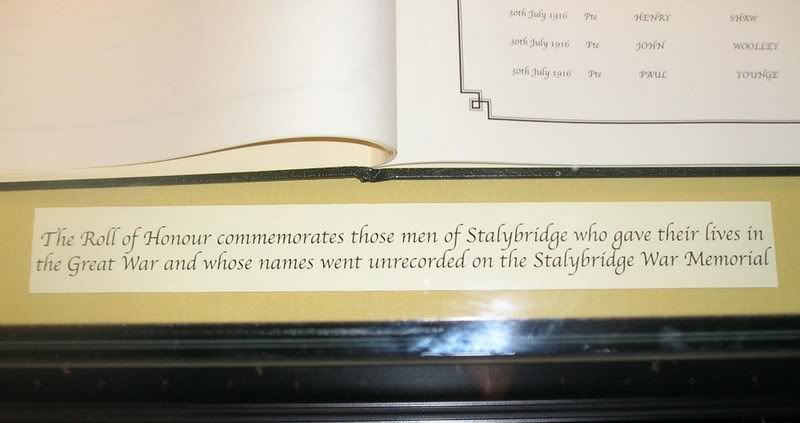 30th July 1916 Pte HENRY SHAW
30th July 1916 Pte JOHN WOOLLEY
30th July 1916 Pte PAUL YOUNGE
The Roll of Honour commemorates those men of Stalybridge who gave their lives in
the Great War and whose names went unrecorded on the Stalybridge War Memorial